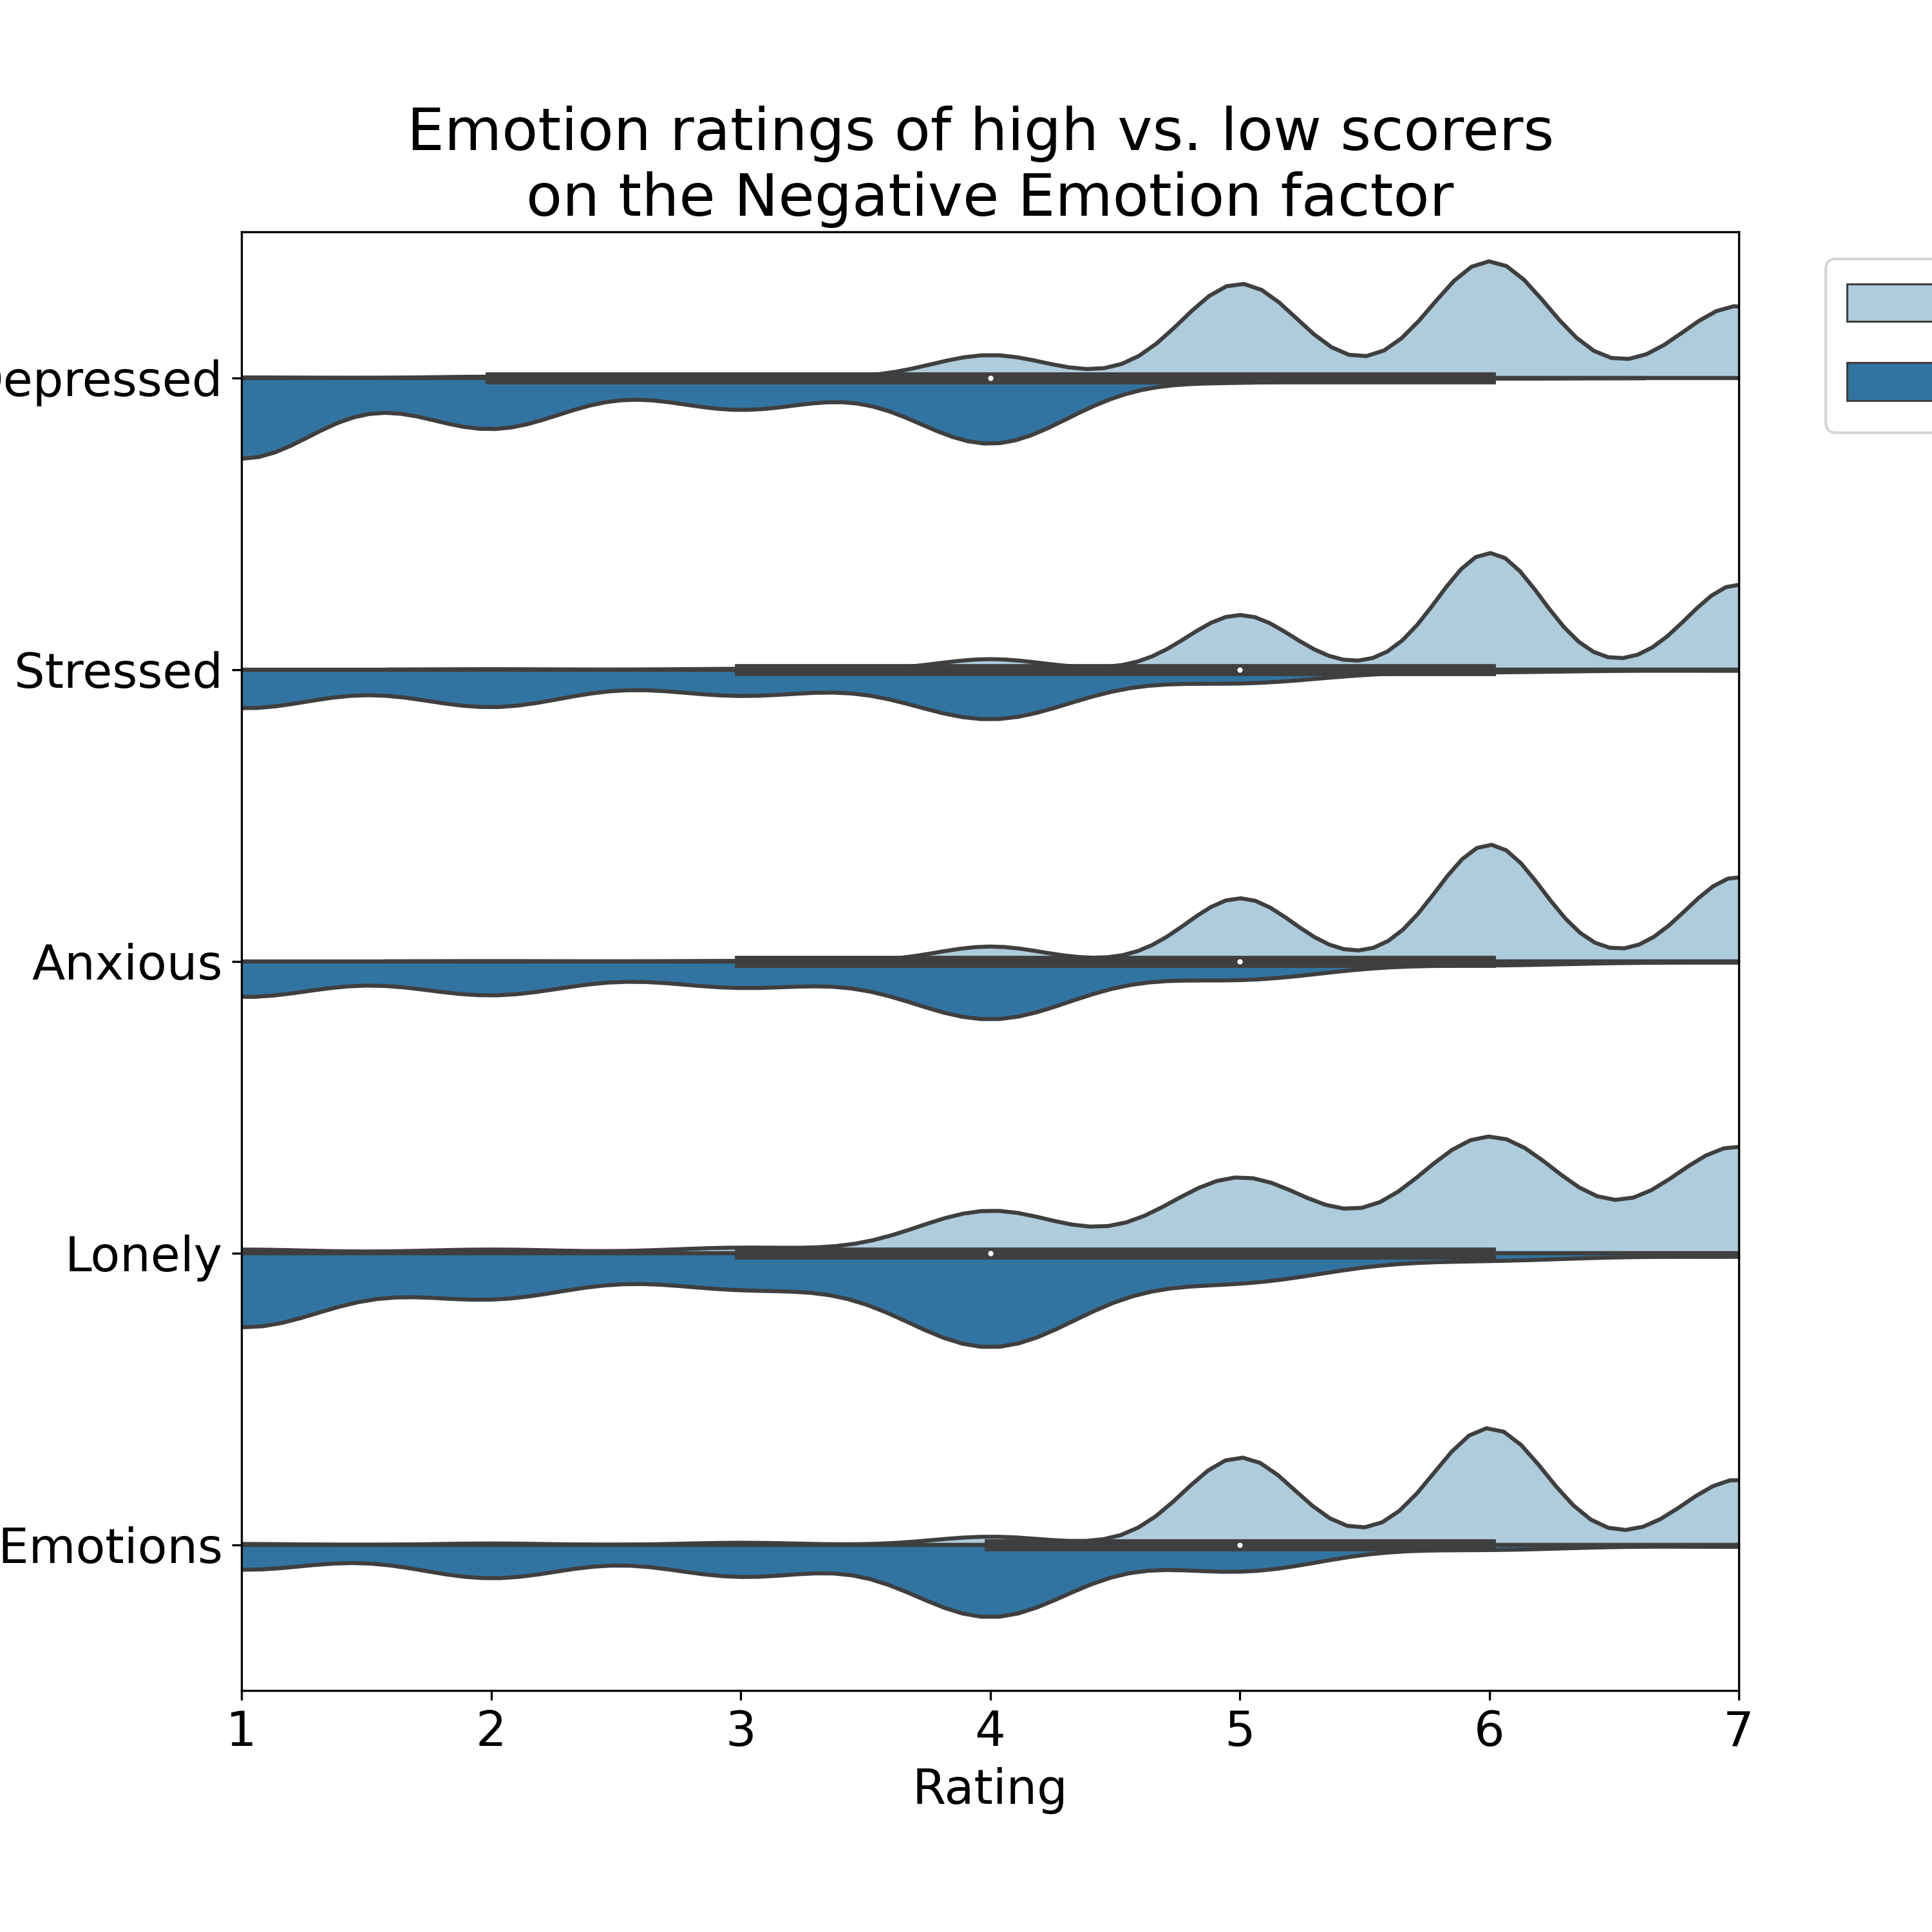 Emotion ratings of high vs. low scorers
on the Negative Emotion factor
epressed
Stressed
Anxious
Lonely
Emotions
1 2 3 4 5 6 7
Rating